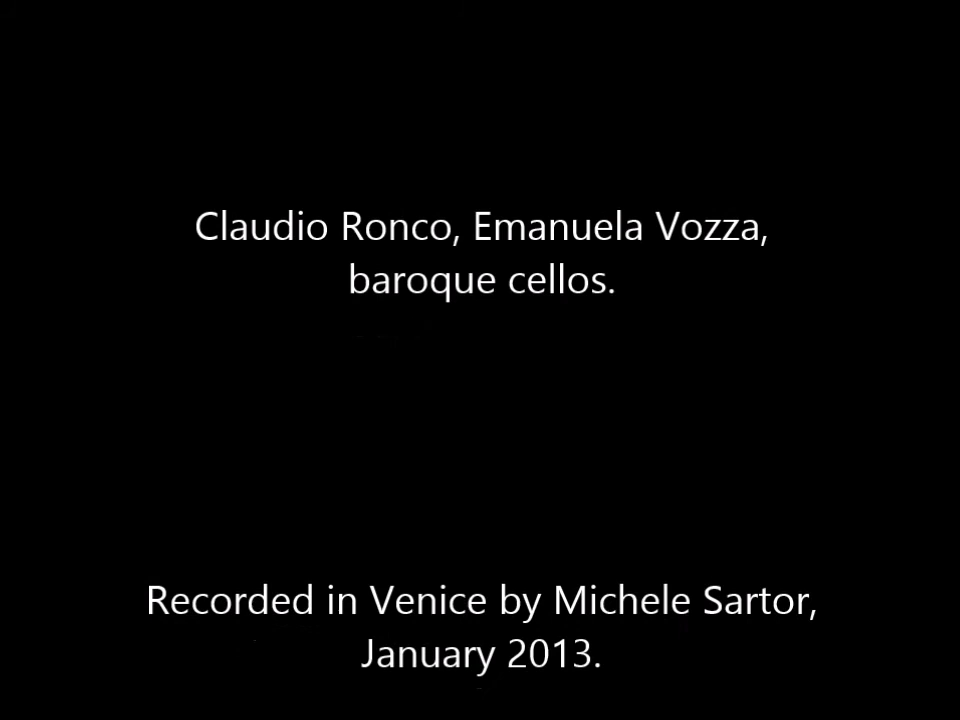 Claudio Ronco, Emanuela Vozza,
baroque cellos.
Recorded in Venice by Michele Sartor,
January 2013.